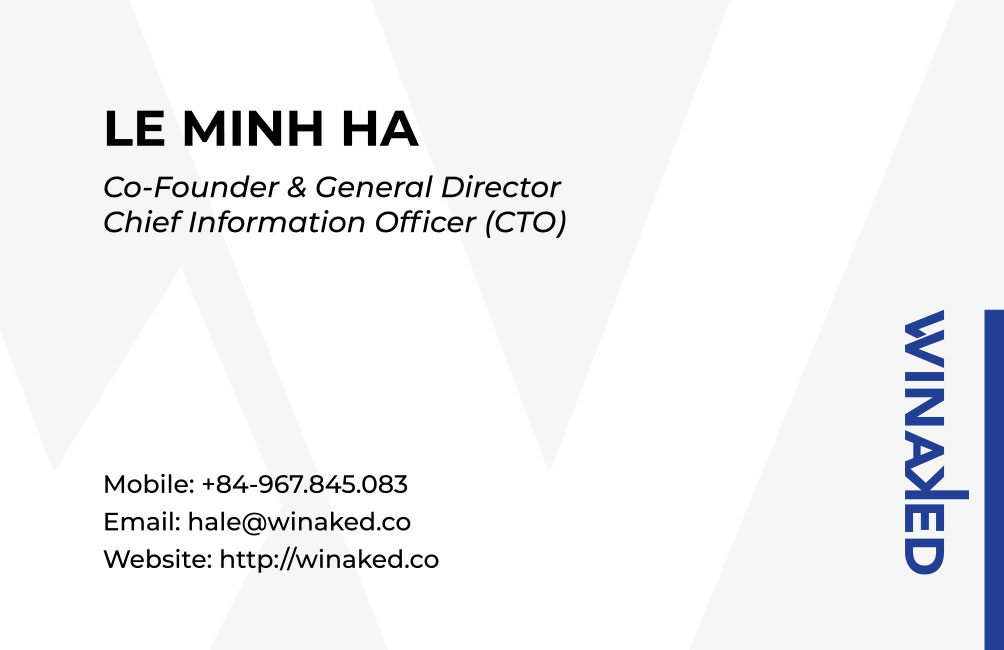 LE MINH HA
Co-Founder & General Director
Chief Information Officer (CTO)
Mobile: +84-967.845.083
Email: hale@winaked.co
Website: http://winaked.co
WINAKED